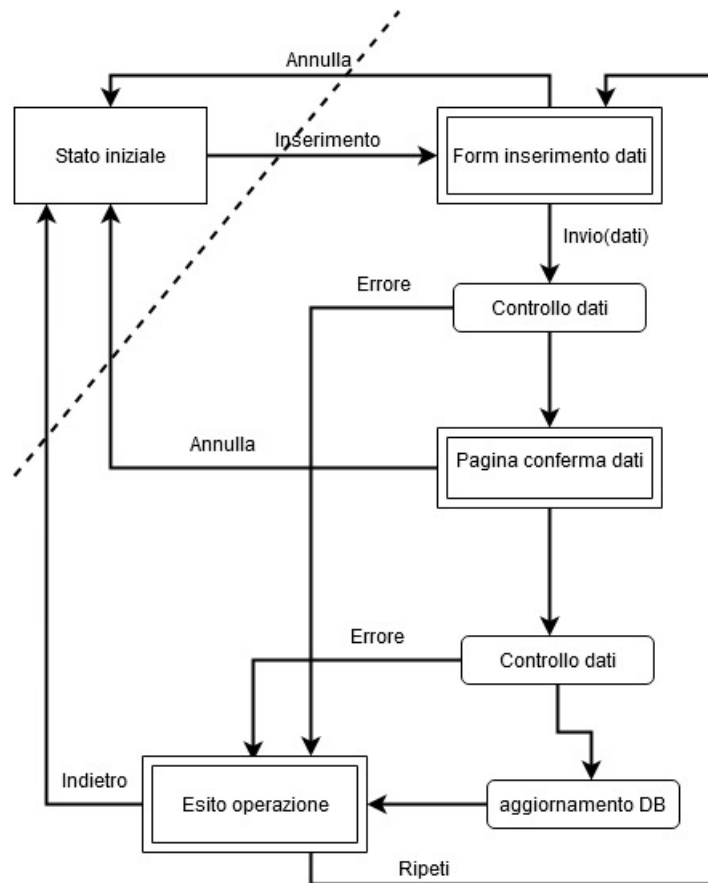 Annulla
Stato iniziale
Inserimento
Form inserimento dati
Invio(dati)
Errore
Controllo dati
Annulla
Pagina conferma dati
Errore
Controllo dati
Indietro
Esito operazione
aggiornamento DB
Ripeti